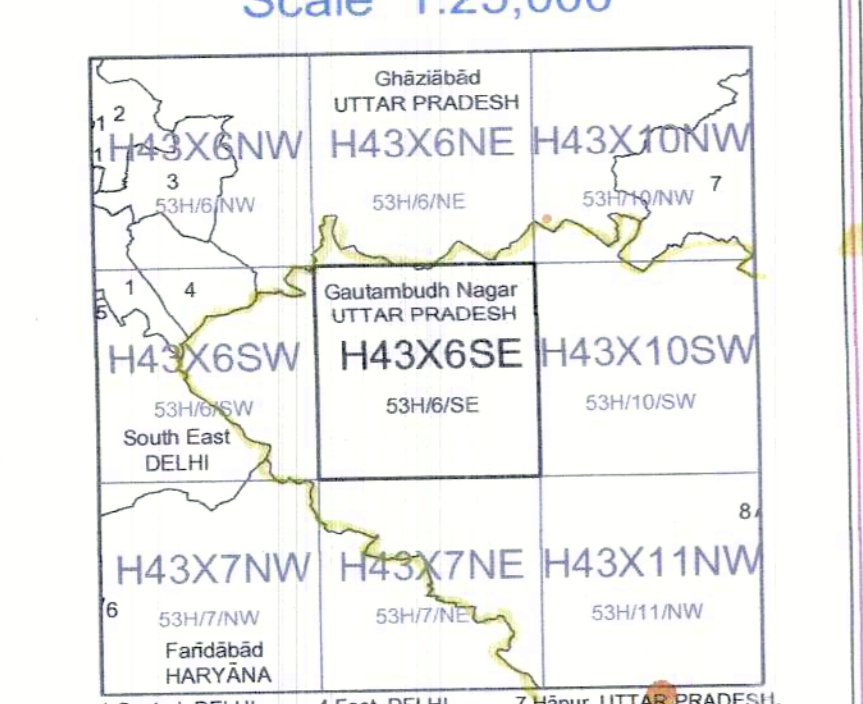 Scale 1:25,000
Ghāziābād
UTTAR PRADESH
2
1
H43X6NW
H43X6NE
H43X10NW
1
3
7
53H/6/NW
53H/6/NE
53H/10/NW
1
4
5
Gautambudh Nagar
UTTAR PRADESH
H43X6SW
H43X6SE
H43X10SW
53H/6/SW
53H/6/SE
53H/10/SW
South East
DELHI
8
H43X7NW
H43X7NE
H43X11NW
6
53H/7/NW
53H/7/NE
53H/11/NW
Farīdābād
HARYĀNA
DELHI 4 East, DELHI 7 Hāpur, UTTAR PRADESH.